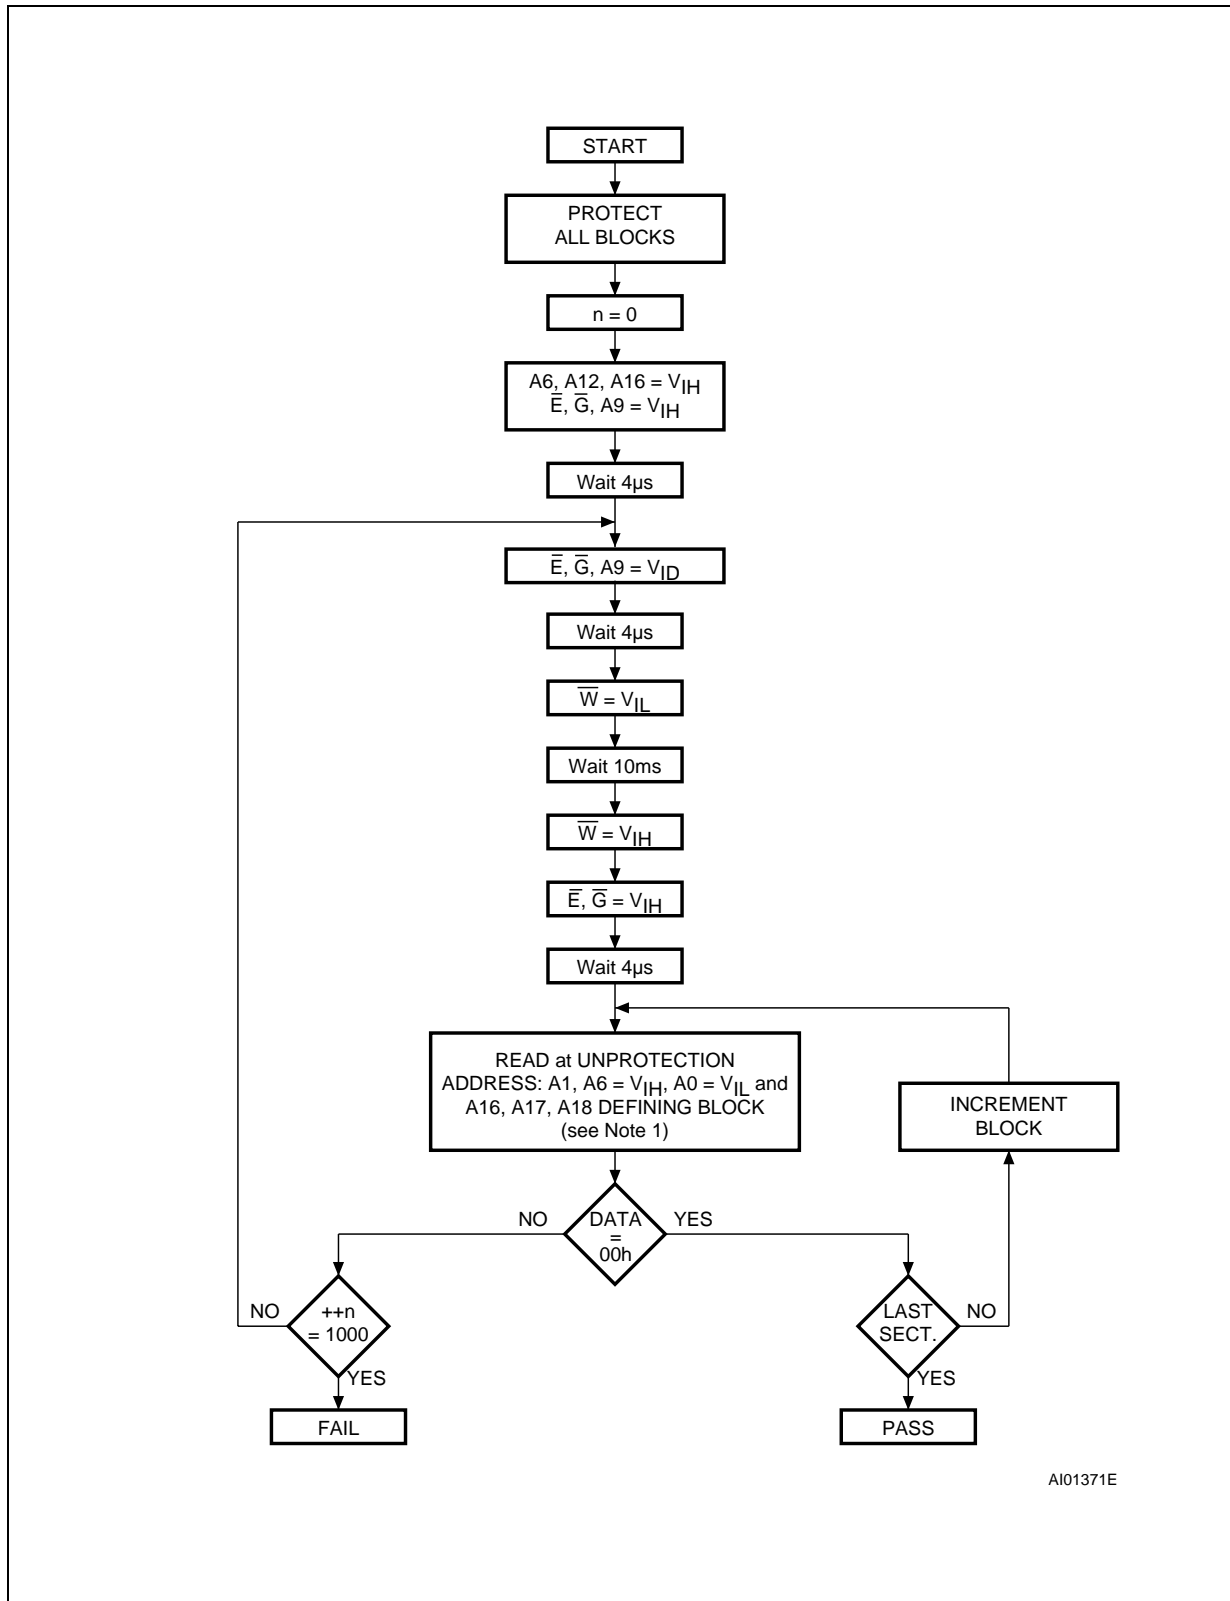 START
PROTECT
ALL BLOCKS
n = 0
A6, A12, A16 = VIH
E̅, G̅, A9 = VIH
Wait 4µs
E̅, G̅, A9 = VID
Wait 4µs
W̅ = VIL
Wait 10ms
W̅ = VIH
E̅, G̅ = VIH
Wait 4µs
READ at UNPROTECTION
ADDRESS: A1, A6 = VIH, A0 = VIL and
A16, A17, A18 DEFINING BLOCK
(see Note 1)
INCREMENT
BLOCK
NO
DATA
=
00h
YES
NO
++n
= 1000
YES
LAST
SECT.
NO
YES
FAIL
PASS
AI01371E